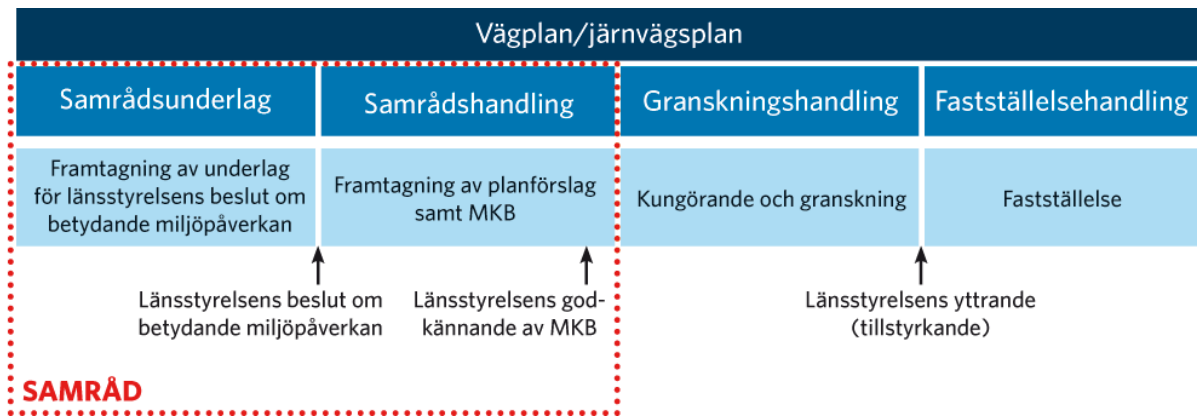 Vägplan/järnvägsplan
Samrådsunderlag
Samrådshandling
Granskningshandling
Fastställelsehandling
Framtagning av underlag
för länsstyrelsens beslut om
betydande miljöpåverkan
Framtagning av planförslag
samt MKB
Kungörande och granskning
Fastställelse
Länsstyrelsens beslut om
betydande miljöpåverkan
Länsstyrelsens god-
kännande av MKB
Länsstyrelsens yttrande
(tillstyrkande)
SAMRÅD